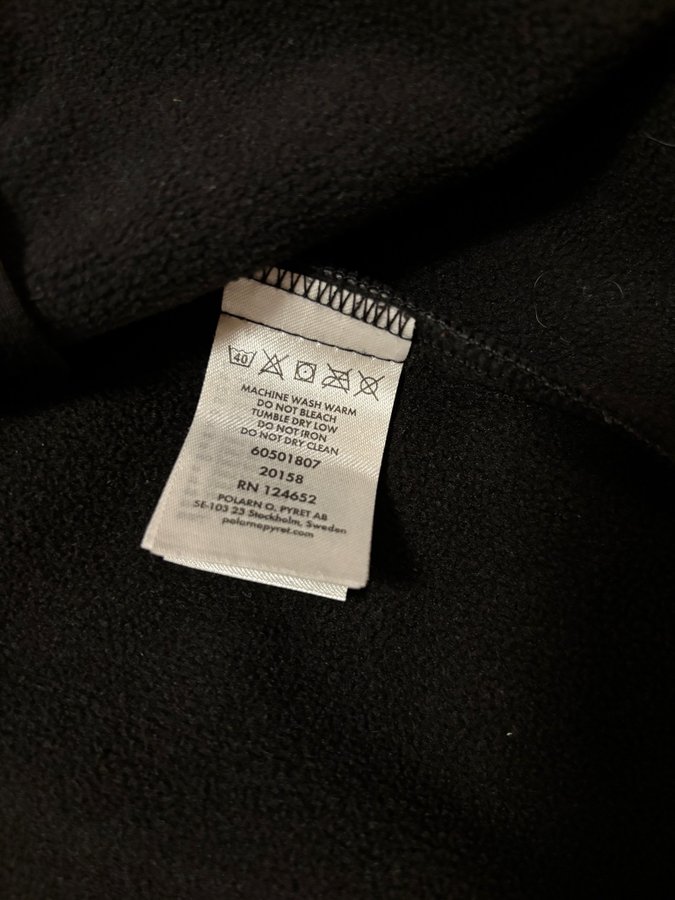 40
MACHINE WASH WARM
DO NOT BLEACH
TUMBLE DRY LOW
DO NOT IRON
DO NOT DRY CLEAN
60501807
20158
RN 124652
POLARN O. PYRET AB
SE-103 23 Stockholm, Sweden
polarnopyret.com